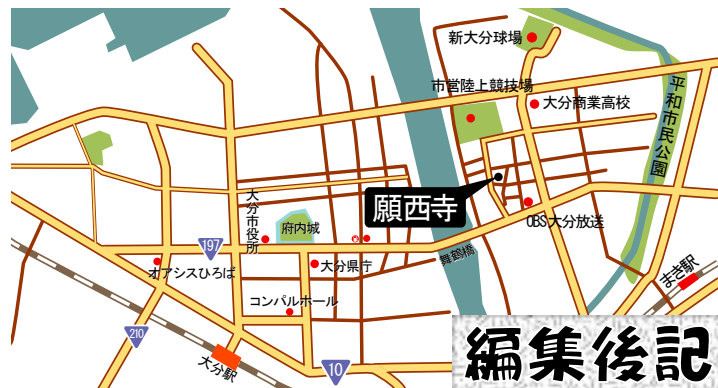 新大分球場
市営陸上競技場
大分商業高校
平和市民公園
願西寺
大分市役所
府内城
OBS大分放送
197
舞鶴橋
大分県庁
オアシスひろば
まき駅
コンパルホール
210
大分駅
10
編集後記